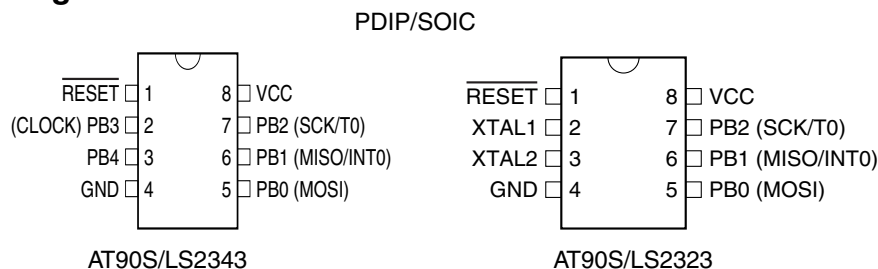 PDIP/SOIC
RESET 1 8 VCC
(CLOCK) PB3 2 7 PB2 (SCK/T0)
PB4 3 6 PB1 (MISO/INT0)
GND 4 5 PB0 (MOSI)
AT90S/LS2343
RESET 1 8 VCC
XTAL1 2 7 PB2 (SCK/T0)
XTAL2 3 6 PB1 (MISO/INT0)
GND 4 5 PB0 (MOSI)
AT90S/LS2323